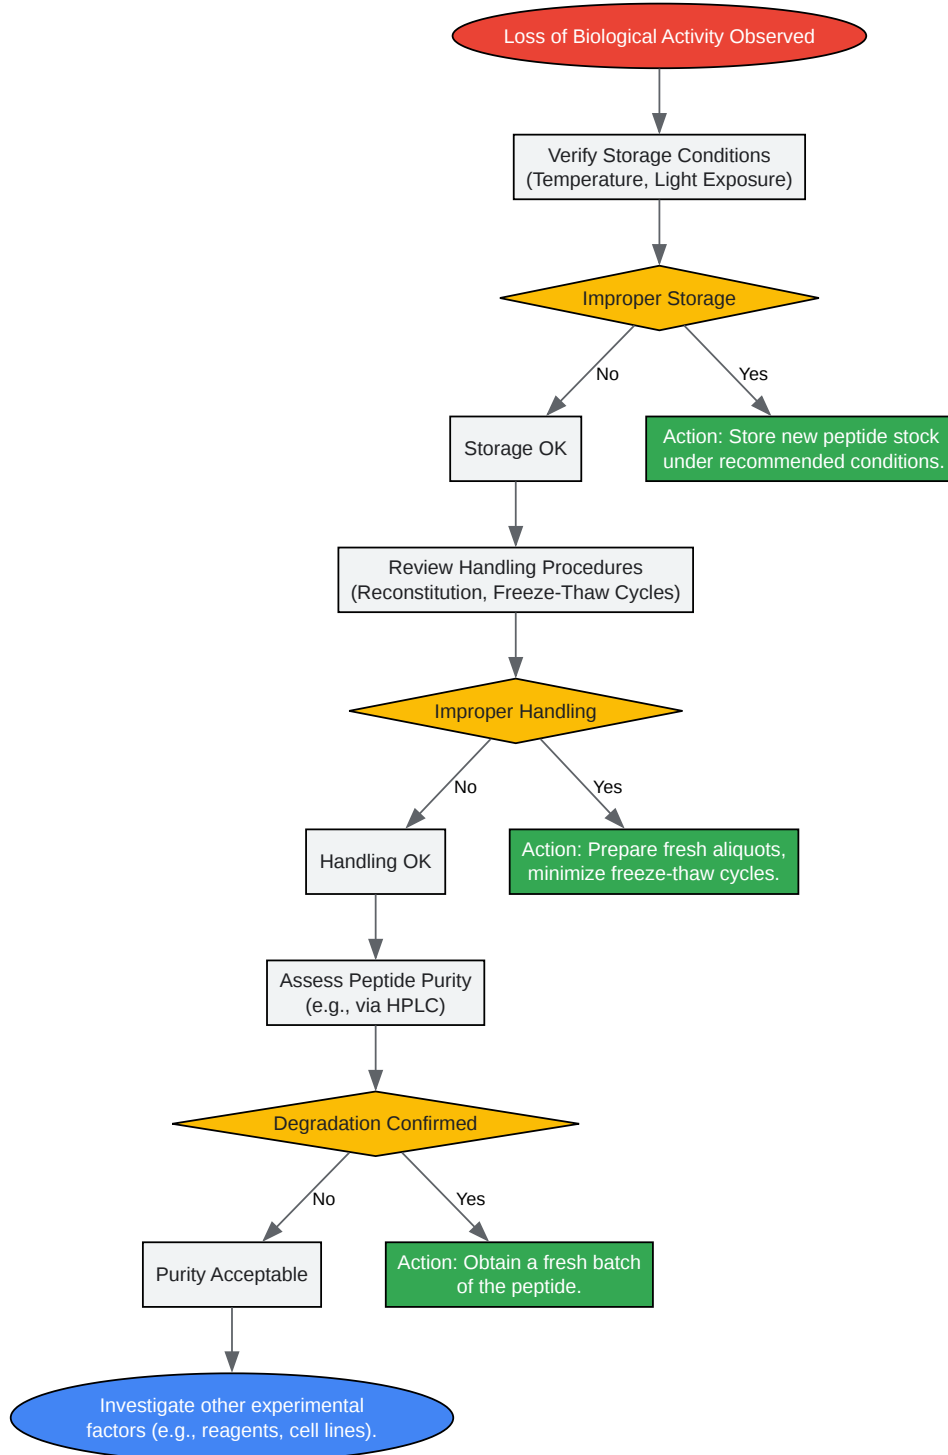 Loss of Biological Activity Observed
Verify Storage Conditions
(Temperature, Light Exposure)
Improper Storage
No
Yes
Storage OK
Action: Store new peptide stock
under recommended conditions.
Review Handling Procedures
(Reconstitution, Freeze-Thaw Cycles)
Improper Handling
No
Yes
Handling OK
Action: Prepare fresh aliquots,
minimize freeze-thaw cycles.
Assess Peptide Purity
(e.g., via HPLC)
Degradation Confirmed
No
Yes
Purity Acceptable
Action: Obtain a fresh batch
of the peptide.
Investigate other experimental
factors (e.g., reagents, cell lines).